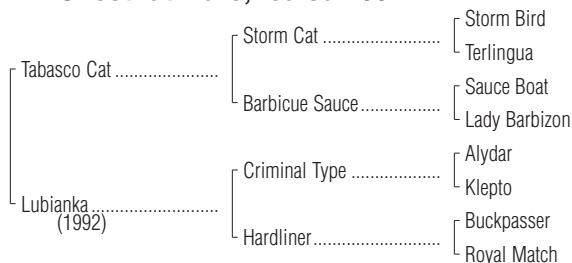 Storm Bird
Storm Cat ........................
Terlingua
Tabasco Cat .....................
Sauce Boat
Barbicue Sauce ................
Lady Barbizon
Alydar
Criminal Type ..................
Klepto
Lubianka ..........................
(1992)
Buckpasser
Hardliner ..........................
Royal Match